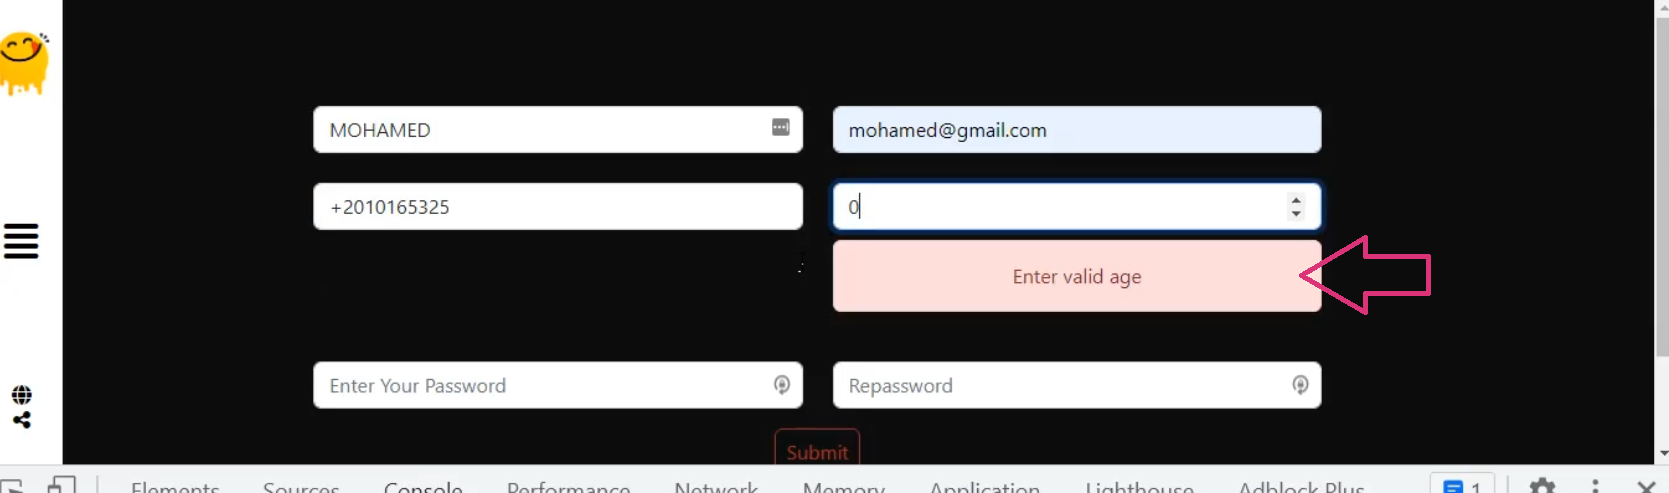 MOHAMED
mohamed@gmail.com
+2010165325
0
Enter valid age
Enter Your Password
Repassword
Submit
Elements Sources Console Performance Network Memory Application Lighthouse Adblock Plus 1